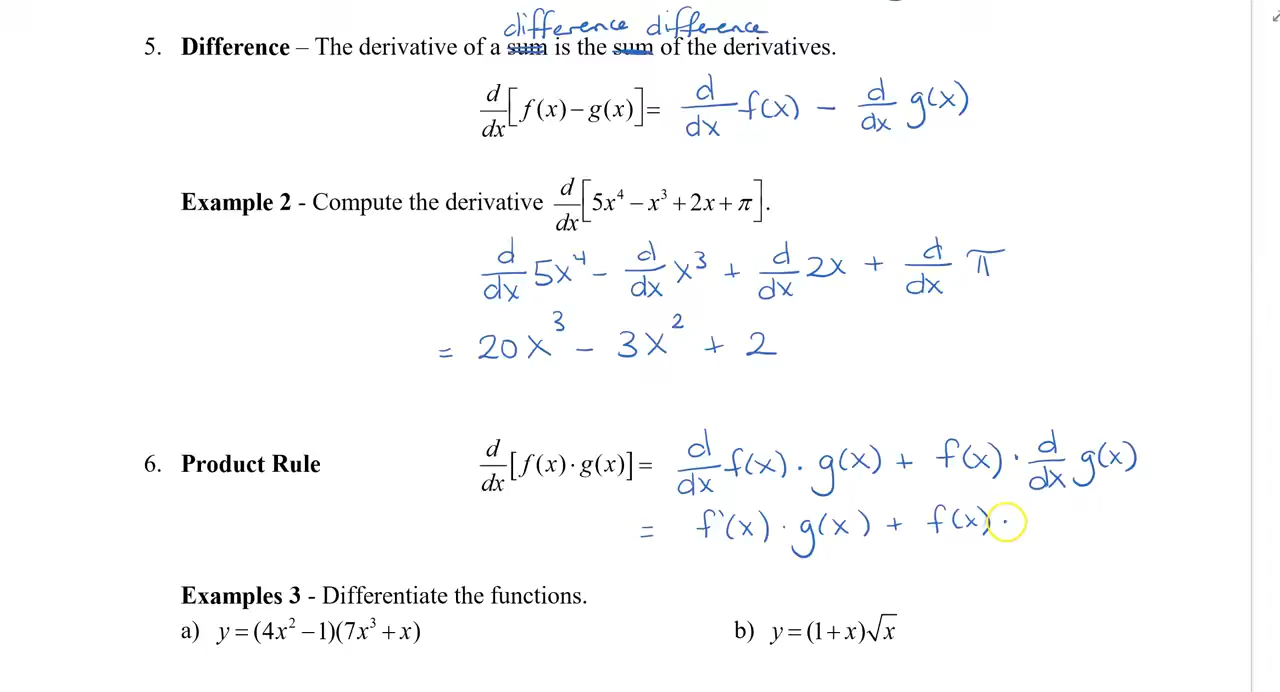 difference difference
5. Difference – The derivative of a sum is the sum of the derivatives.
d/dx[f(x) − g(x)] = d/dx f(x) − d/dx g(x)
Example 2 - Compute the derivative d/dx[5x⁴ − x³ + 2x + π].
d/dx 5x⁴ − d/dx x³ + d/dx 2x + d/dx π
= 20x³ − 3x² + 2
6. Product Rule d/dx[f(x) · g(x)] = d/dx f(x) · g(x) + f(x) · d/dx g(x)
= f'(x) · g(x) + f(x) ·
Examples 3 - Differentiate the functions.
a) y = (4x² − 1)(7x³ + x) b) y = (1 + x)√x